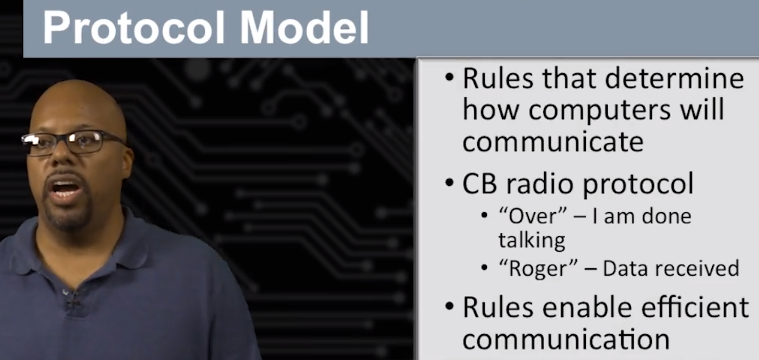 Protocol Model
• Rules that determine
how computers will
communicate
• CB radio protocol
• “Over” – I am done
talking
• “Roger” – Data received
• Rules enable efficient
communication